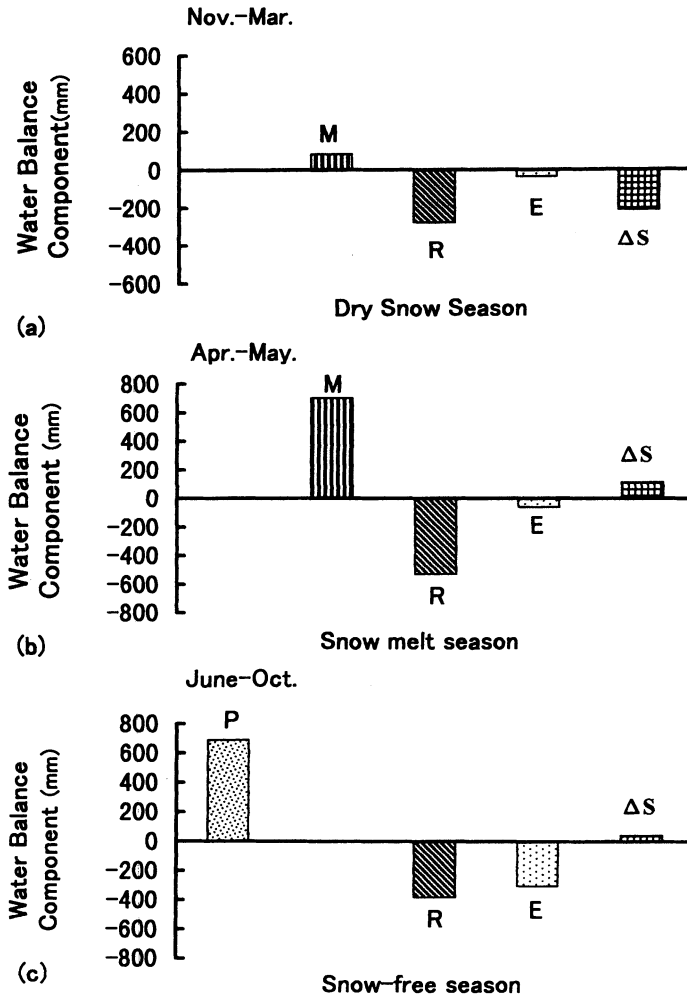 Nov.-Mar.
Water Balance
Component(mm)
600
400
200
0
-200
-400
-600
M
R
E
ΔS
Dry Snow Season
(a)
Apr.-May.
Water Balance
Component (mm)
800
600
400
200
0
-200
-400
-600
-800
M
R
E
ΔS
Snow melt season
(b)
June-Oct.
Water Balance
Component (mm)
800
600
400
200
0
-200
-400
-600
-800
P
R
E
ΔS
Snow-free season
(c)